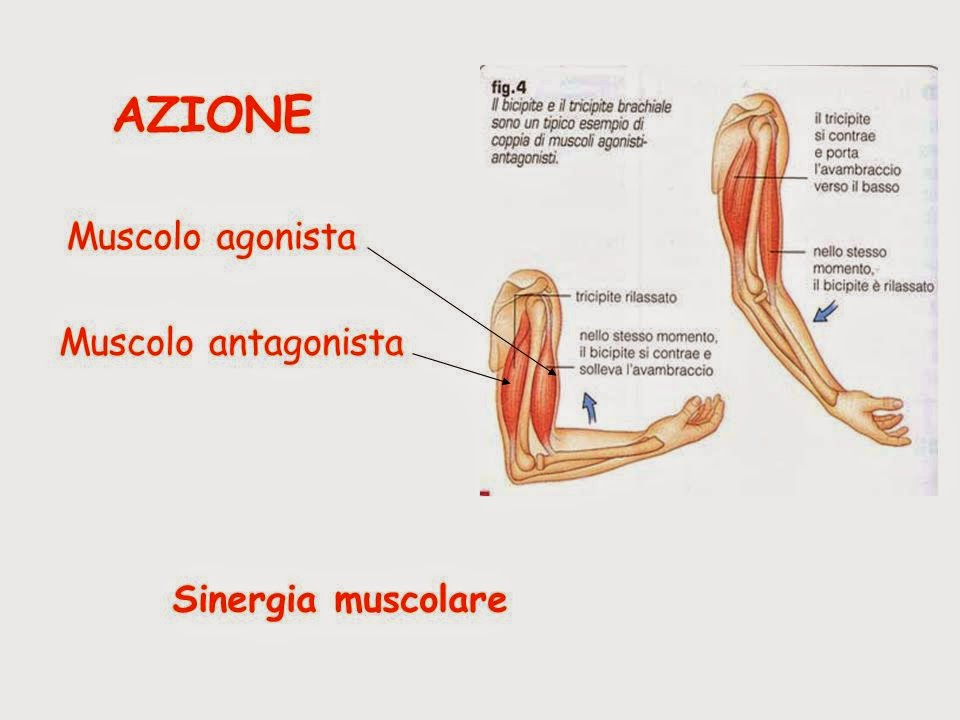 AZIONE
Muscolo agonista
Muscolo antagonista
fig.4
Il bicipite e il tricipite brachiale
sono un tipico esempio di
coppia di muscoli agonisti-
antagonisti.
il tricipite
si contrae
e porta
l'avambraccio
verso il basso
nello stesso
momento,
il bicipite è rilassato
tricipite rilassato
nello stesso momento,
il bicipite si contrae e
solleva l'avambraccio
Sinergia muscolare